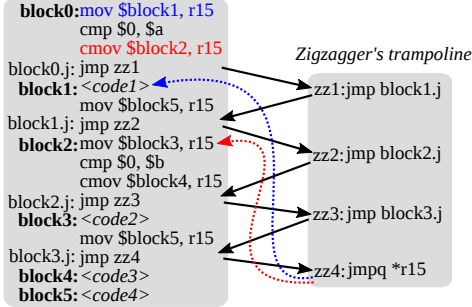 block0: mov $block1, r15
cmp $0, $a
cmov $block2, r15
block0.j: jmp zz1
block1: <code1>
mov $block5, r15
block1.j: jmp zz2
block2: mov $block3, r15
cmp $0, $b
cmov $block4, r15
block2.j: jmp zz3
block3: <code2>
mov $block5, r15
block3.j: jmp zz4
block4: <code3>
block5: <code4>
Zigzagger's trampoline
zz1: jmp block1.j
zz2: jmp block2.j
zz3: jmp block3.j
zz4: jmpq *r15